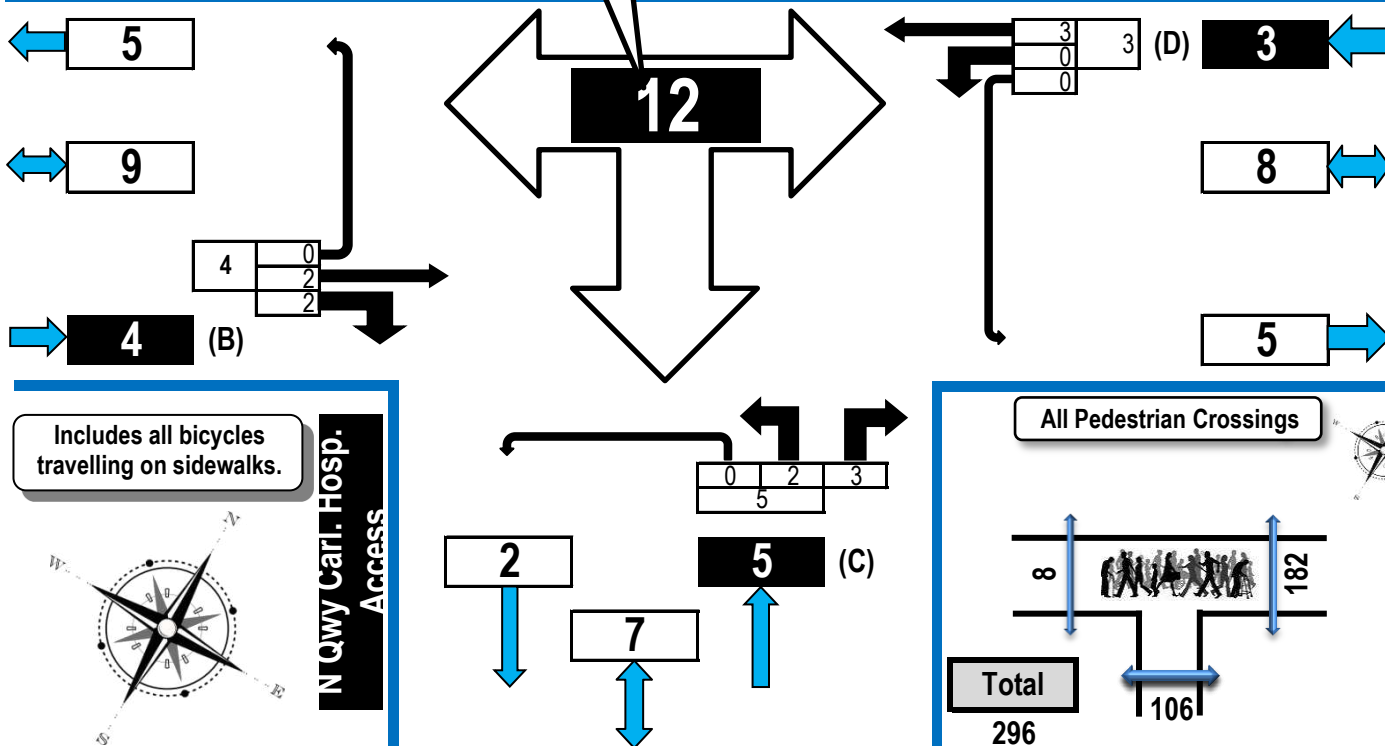 5
12
3
3
0
0
(D)
3
9
8
4
0
2
2
4
(B)
5
Includes all bicycles
travelling on sidewalks.
N Qwy Carl. Hosp.
Access
N
W
E
S
0
2
3
5
2
5
(C)
7
All Pedestrian Crossings
8
182
Total
296
106